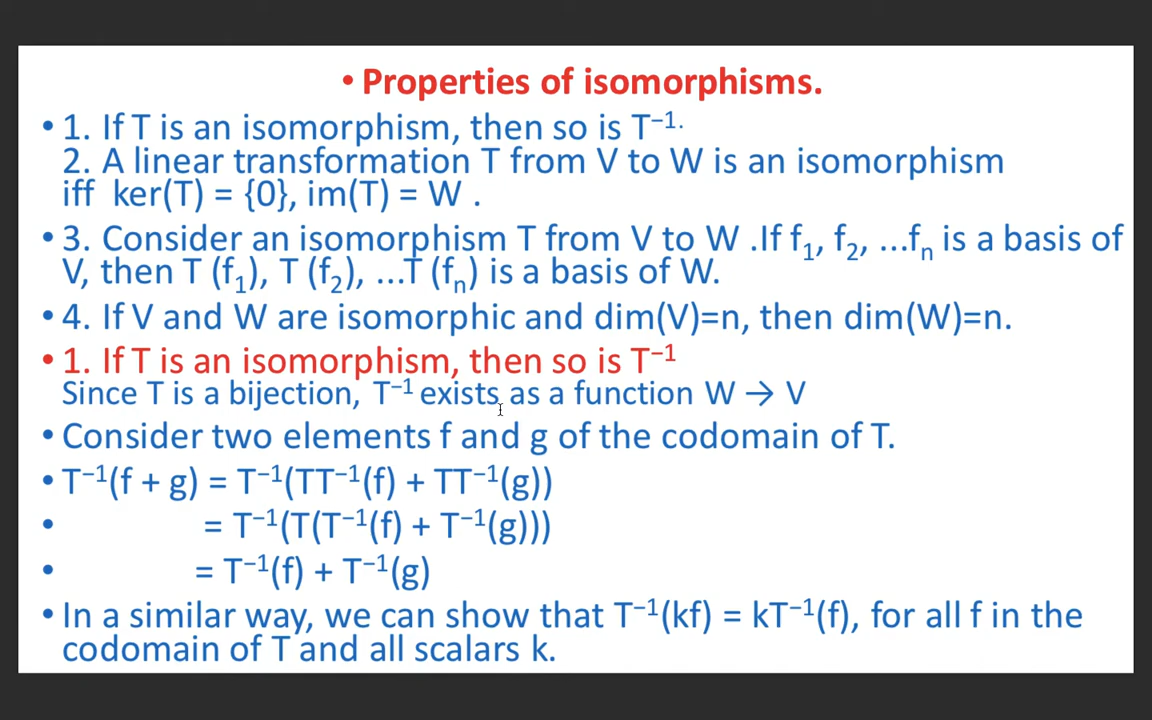 • Properties of isomorphisms.
• 1. If T is an isomorphism, then so is T⁻¹·
2. A linear transformation T from V to W is an isomorphism
iff ker(T) = {0}, im(T) = W .
• 3. Consider an isomorphism T from V to W .If f₁, f₂, ...fₙ is a basis of
V, then T (f₁), T (f₂), ...T (fₙ) is a basis of W.
• 4. If V and W are isomorphic and dim(V)=n, then dim(W)=n.
• 1. If T is an isomorphism, then so is T⁻¹
Since T is a bijection, T⁻¹ exists as a function W → V
• Consider two elements f and g of the codomain of T.
• T⁻¹(f + g) = T⁻¹(TT⁻¹(f) + TT⁻¹(g))
• = T⁻¹(T(T⁻¹(f) + T⁻¹(g)))
• = T⁻¹(f) + T⁻¹(g)
• In a similar way, we can show that T⁻¹(kf) = kT⁻¹(f), for all f in the
codomain of T and all scalars k.